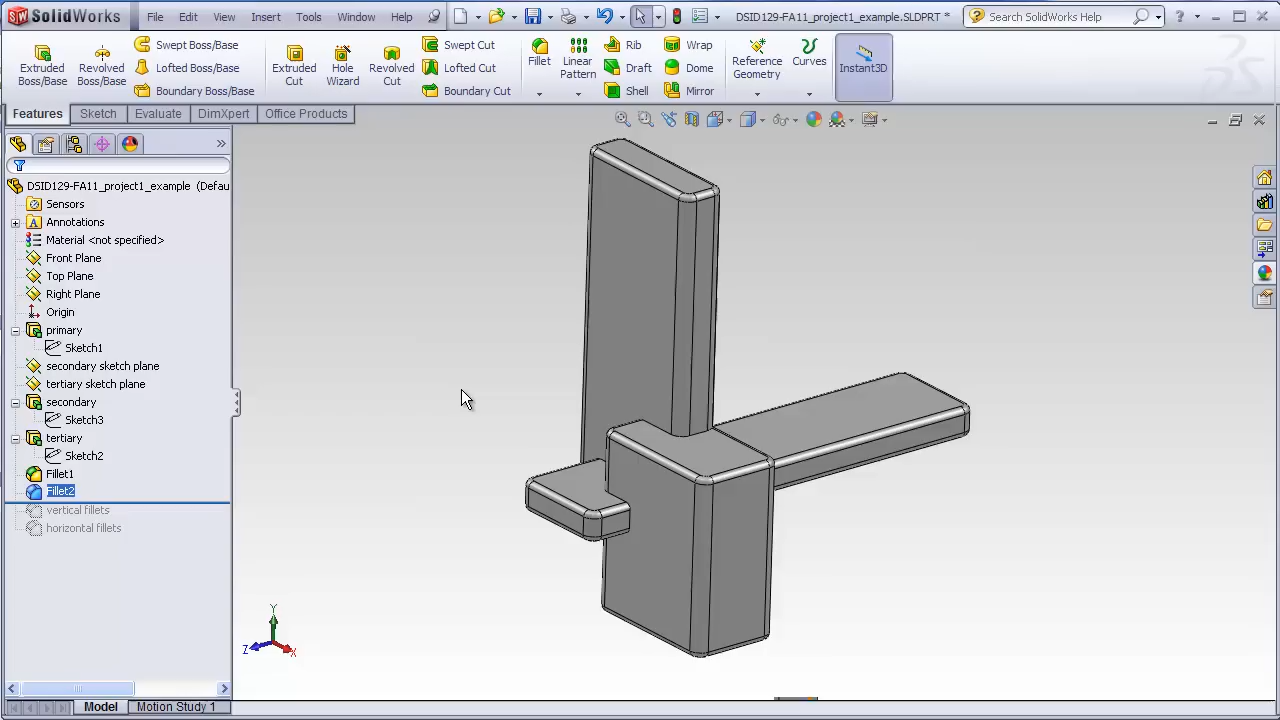 SolidWorks File Edit View Insert Tools Window Help DSID129-FA11_project1_example.SLDPRT * Search SolidWorks Help
Extruded Boss/Base
Revolved Boss/Base
Swept Boss/Base
Lofted Boss/Base
Boundary Boss/Base
Extruded Cut
Hole Wizard
Revolved Cut
Swept Cut
Lofted Cut
Boundary Cut
Fillet
Linear Pattern
Rib
Draft
Shell
Wrap
Dome
Mirror
Reference Geometry
Curves
Instant3D
Features Sketch Evaluate DimXpert Office Products
DSID129-FA11_project1_example (Defau
Sensors
Annotations
Material <not specified>
Front Plane
Top Plane
Right Plane
Origin
primary
Sketch1
secondary sketch plane
tertiary sketch plane
secondary
Sketch3
tertiary
Sketch2
Fillet1
Fillet2
vertical fillets
horizontal fillets
Y
Z
X
Model Motion Study 1